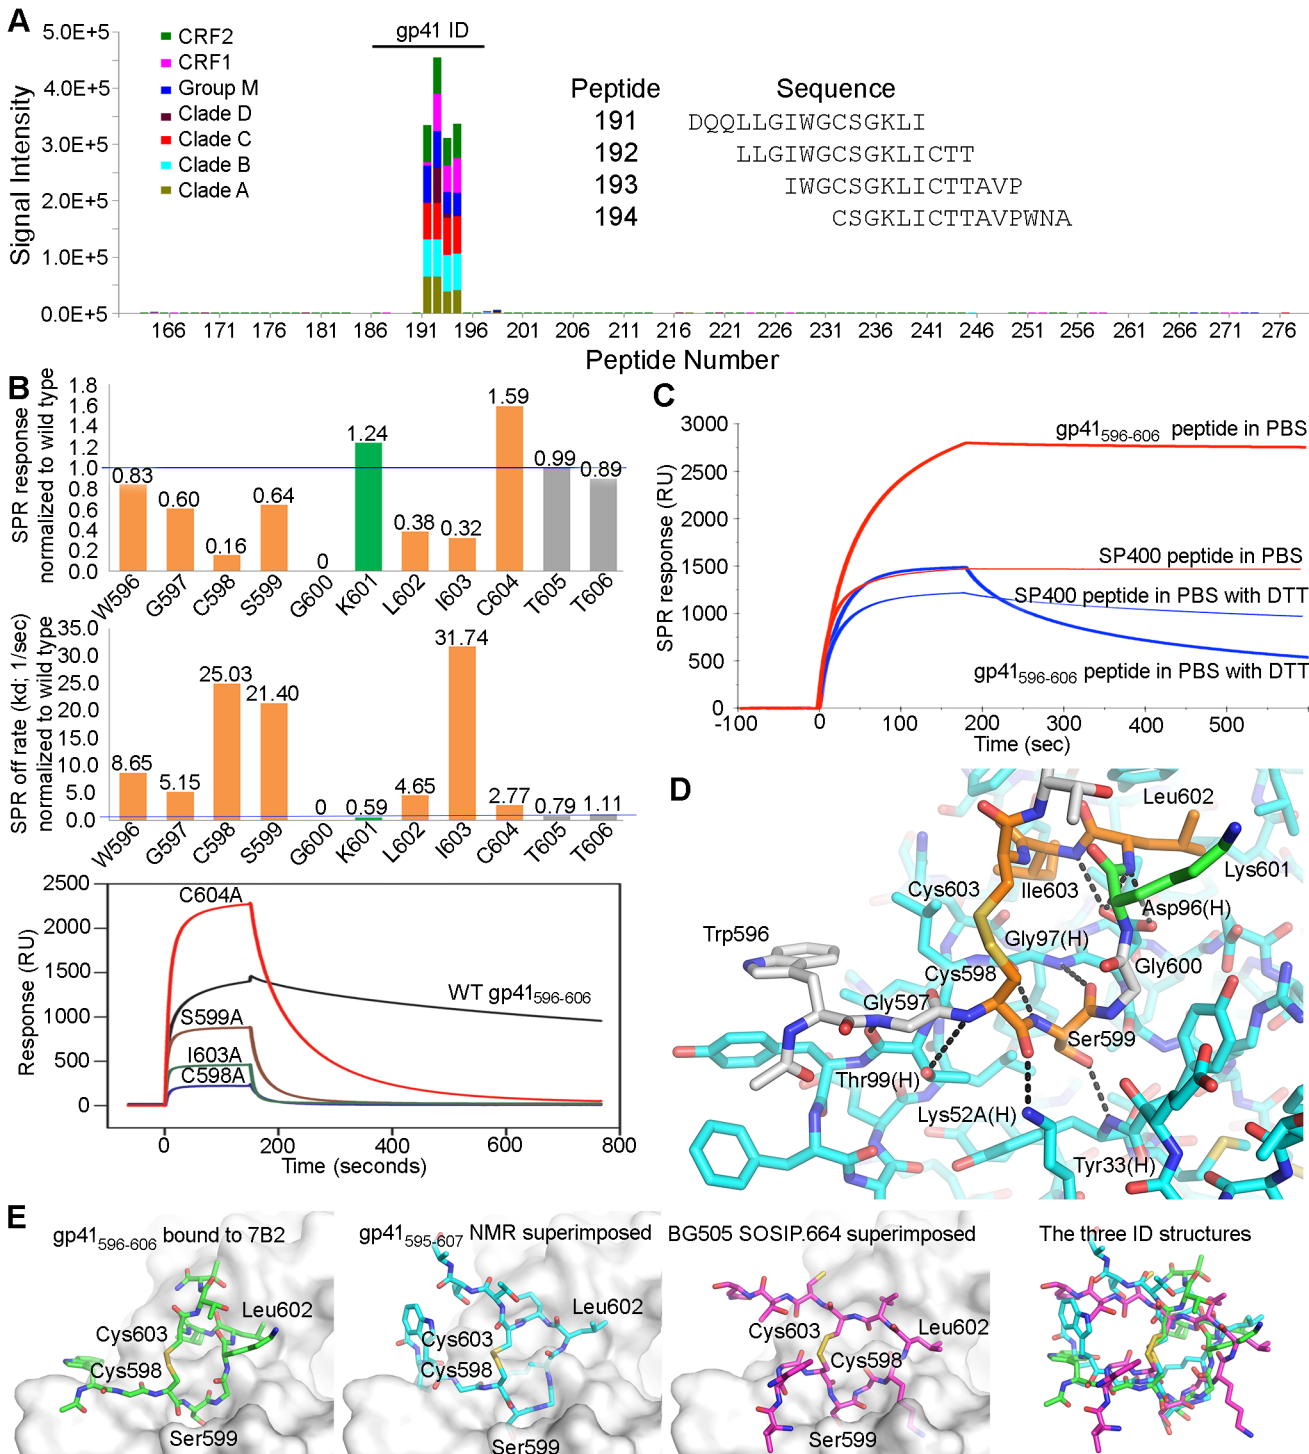 A
gp41 ID
5.0E+5
4.0E+5
3.0E+5
2.0E+5
1.0E+5
0.0E+5
Signal Intensity
CRF2
CRF1
Group M
Clade D
Clade C
Clade B
Clade A
Peptide Sequence
191 DQQLLGIWGCSGKLI
192 LLGIWGCSGKLICTT
193 IWGCSGKLICTTAVP
194 CSGKLICTTAVPWNA
166 171 176 181 186 191 196 201 206 211 216 221 226 231 236 241 246 251 256 261 266 271 276
Peptide Number
B
SPR response
normalized to wild type
1.8
1.6
1.4
1.2
1.0
0.8
0.6
0.4
0.2
0.0
0.83 0.60 0.16 0.64 0 1.24 0.38 0.32 1.59 0.99 0.89
W596 G597 C598 S599 G600 K601 L602 I603 C604 T605 T606
SPR off rate (kd; 1/sec)
normalized to wild type
35.0
30.0
25.0
20.0
15.0
10.0
5.0
0.0
8.65 5.15 25.03 21.40 0 0.59 4.65 31.74 2.77 0.79 1.11
W596 G597 C598 S599 G600 K601 L602 I603 C604 T605 T606
Response (RU)
2500
2000
1500
1000
500
0
C604A
WT gp41596-606
S599A
I603A
C598A
0 200 400 600 800
Time (seconds)
C
SPR response (RU)
3000
2500
2000
1500
1000
500
0
gp41596-606 peptide in PBS
SP400 peptide in PBS
SP400 peptide in PBS with DTT
gp41596-606 peptide in PBS with DTT
-100 0 100 200 300 400 500
Time (sec)
D
Leu602
Lys601
Ile603
Cys603
Asp96(H)
Trp596
Gly97(H)
Gly600
Cys598
Gly597
Ser599
Thr99(H)
Lys52A(H)
Tyr33(H)
E
gp41596-606 bound to 7B2
Leu602
Cys603
Cys598
Ser599
gp41595-607 NMR superimposed
Leu602
Cys603
Cys598
Ser599
BG505 SOSIP.664 superimposed
Cys603
Leu602
Cys598
Ser599
The three ID structures